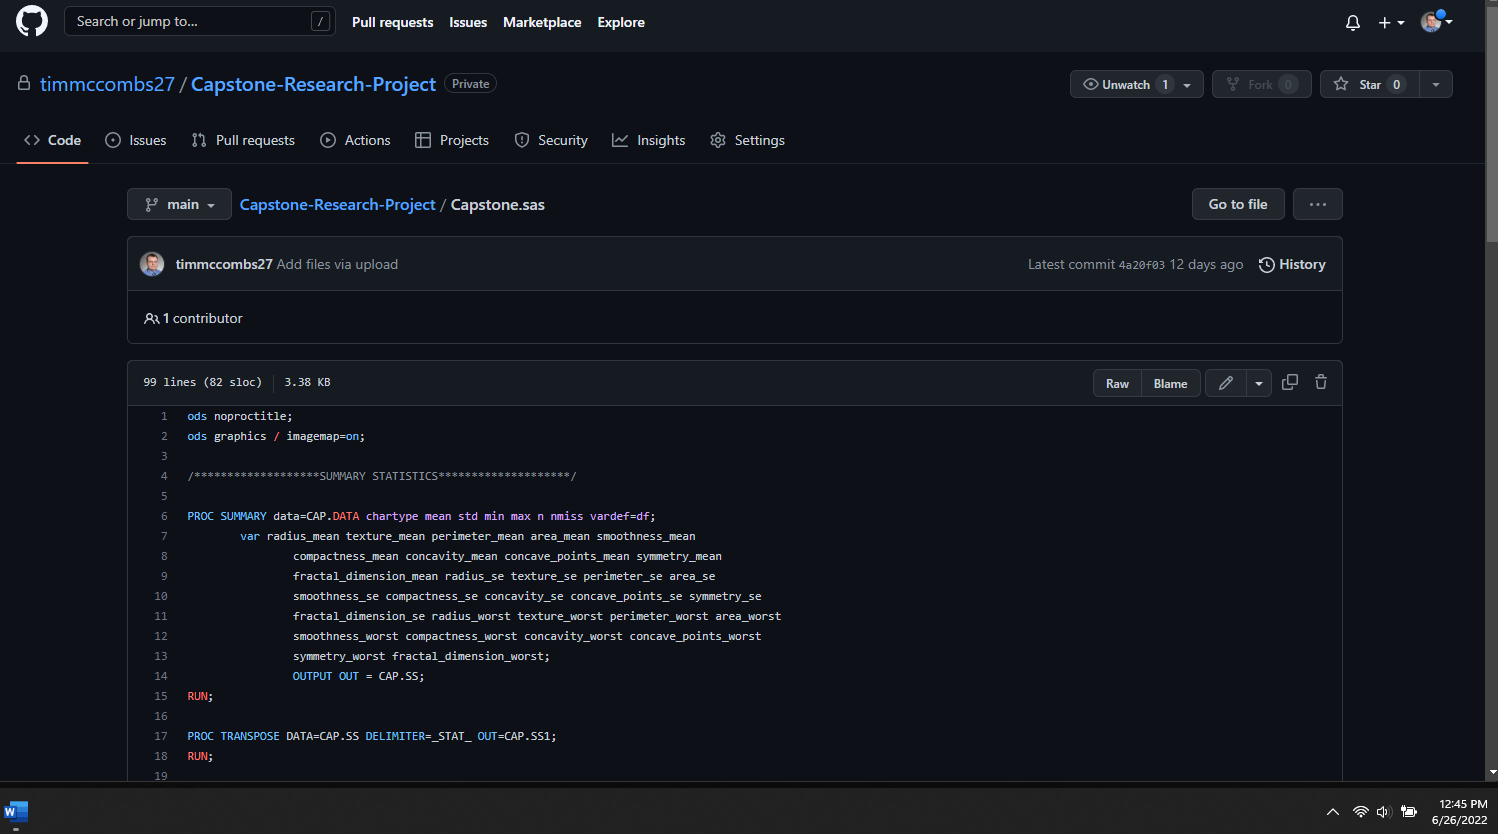 Search or jump to... /
Pull requests Issues Marketplace Explore
timmccombs27 / Capstone-Research-Project Private
Unwatch 1 Fork 0 Star 0
Code Issues Pull requests Actions Projects Security Insights Settings
main Capstone-Research-Project / Capstone.sas Go to file ...
timmccombs27 Add files via upload Latest commit 4a20f03 12 days ago History
1 contributor
99 lines (82 sloc) 3.38 KB Raw Blame
1 ods noproctitle;
2 ods graphics / imagemap=on;
3
4 /*******************SUMMARY STATISTICS********************/
5
6 PROC SUMMARY data=CAP.DATA chartype mean std min max n nmiss vardef=df;
7 var radius_mean texture_mean perimeter_mean area_mean smoothness_mean
8 compactness_mean concavity_mean concave_points_mean symmetry_mean
9 fractal_dimension_mean radius_se texture_se perimeter_se area_se
10 smoothness_se compactness_se concavity_se concave_points_se symmetry_se
11 fractal_dimension_se radius_worst texture_worst perimeter_worst area_worst
12 smoothness_worst compactness_worst concavity_worst concave_points_worst
13 symmetry_worst fractal_dimension_worst;
14 OUTPUT OUT = CAP.SS;
15 RUN;
16
17 PROC TRANSPOSE DATA=CAP.SS DELIMITER=_STAT_ OUT=CAP.SS1;
18 RUN;
19
W
12:45 PM
6/26/2022